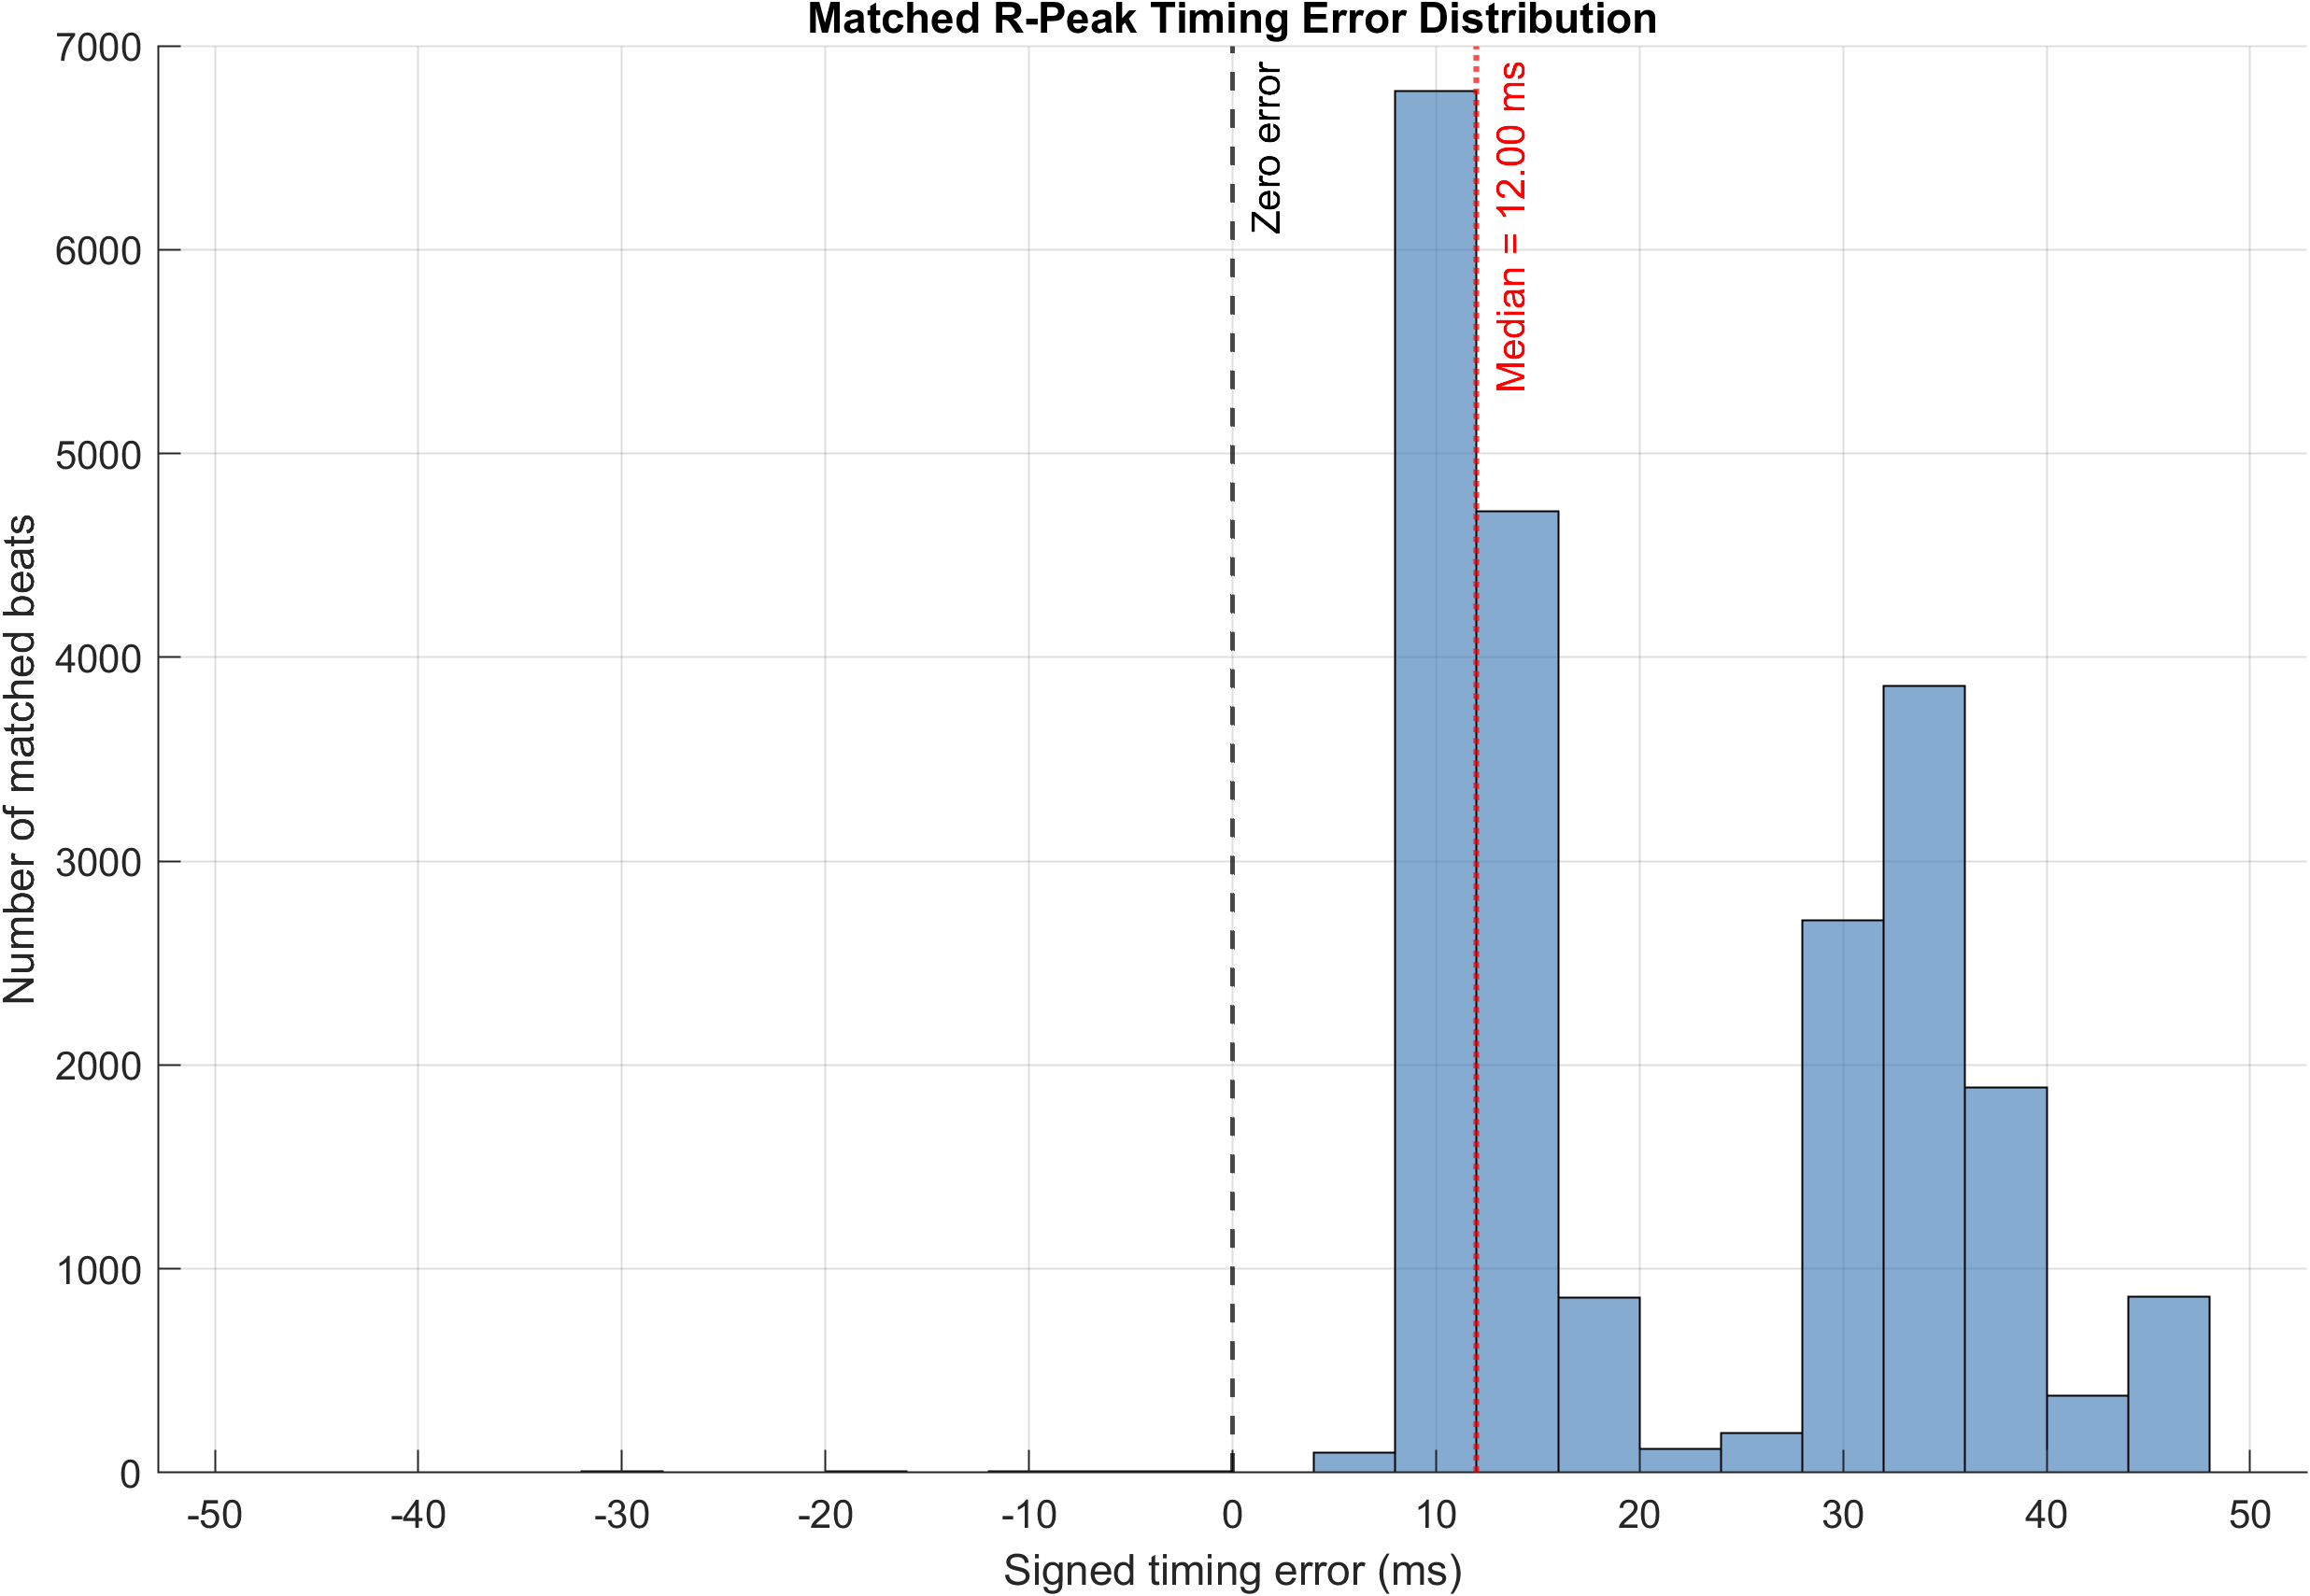 Matched R-Peak Timing Error Distribution
7000
6000
5000
4000
3000
2000
1000
0
Number of matched beats
Zero error
Median = 12.00 ms
-50 -40 -30 -20 -10 0 10 20 30 40 50
Signed timing error (ms)